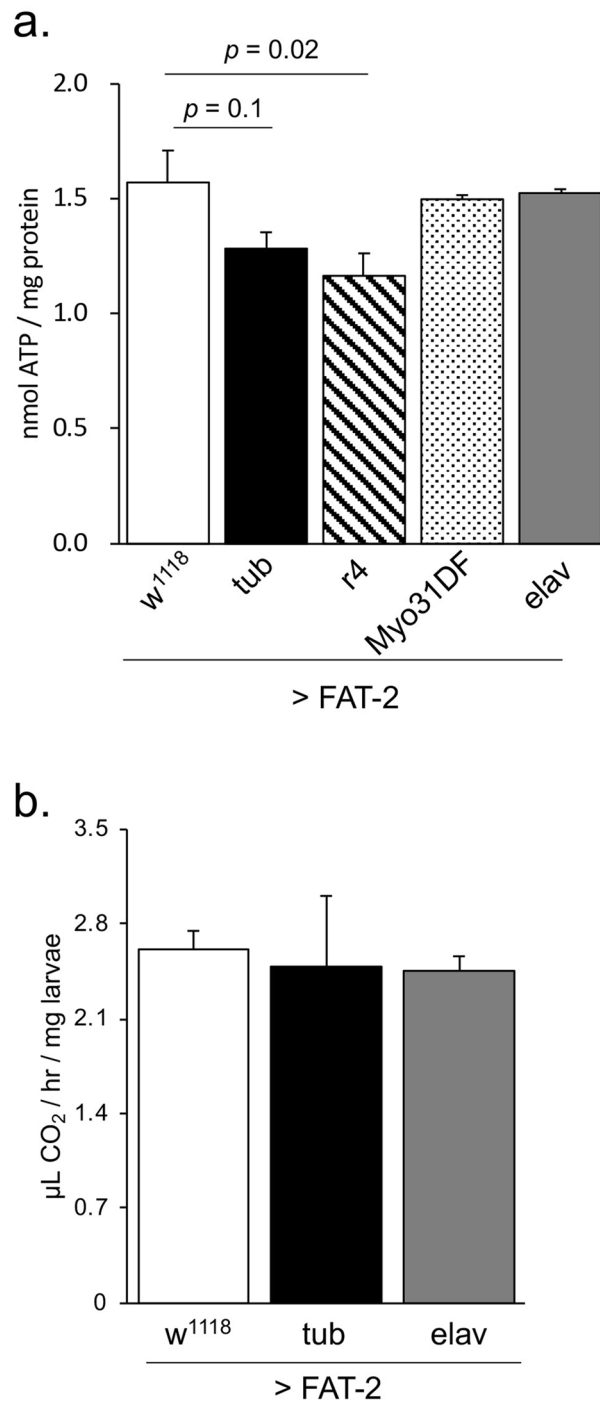 a.
p = 0.02
p = 0.1
2.0
1.5
1.0
0.5
0.0
nmol ATP / mg protein
w¹¹¹⁸
tub
r4
Myo31DF
elav
> FAT-2
b.
3.5
2.8
2.1
1.4
0.7
0
µL CO₂ / hr / mg larvae
w¹¹¹⁸
tub
elav
> FAT-2